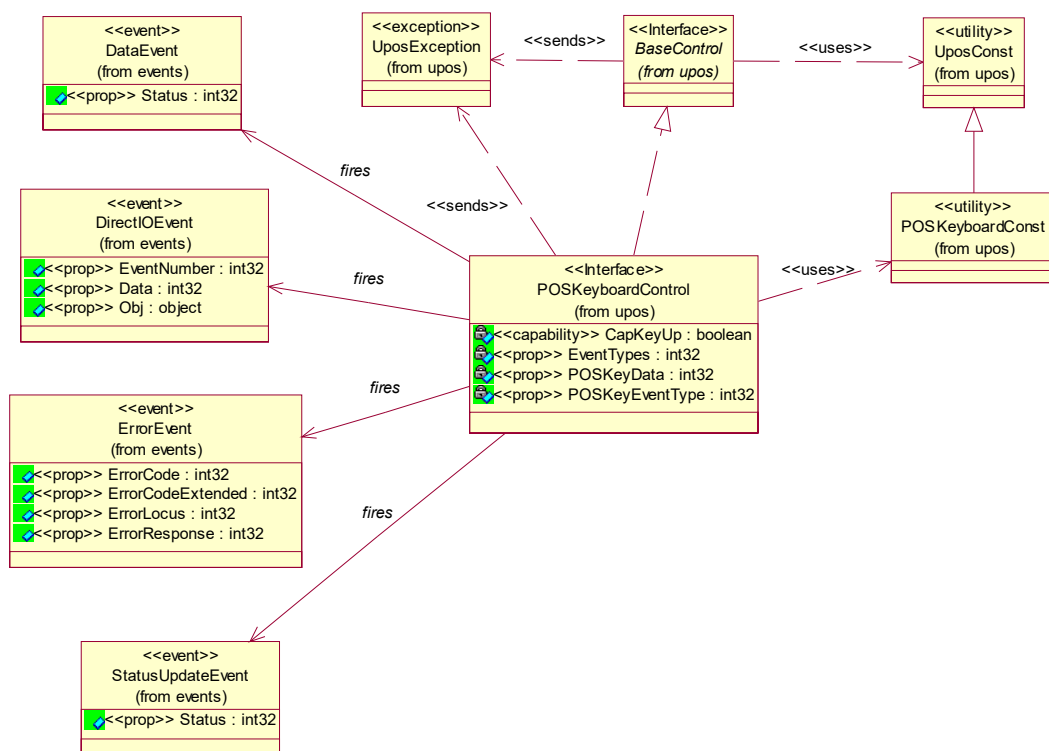 <<event>>
DataEvent
(from events)
<<prop>> Status : int32
<<exception>>
UposException
(from upos)
<<sends>>
<<Interface>>
BaseControl
(from upos)
<<uses>>
<<utility>>
UposConst
(from upos)
fires
<<sends>>
<<event>>
DirectIOEvent
(from events)
<<prop>> EventNumber : int32
<<prop>> Data : int32
<<prop>> Obj : object
fires
<<Interface>>
POSKeyboardControl
(from upos)
<<capability>> CapKeyUp : boolean
<<prop>> EventTypes : int32
<<prop>> POSKeyData : int32
<<prop>> POSKeyEventType : int32
<<uses>>
<<utility>>
POSKeyboardConst
(from upos)
fires
<<event>>
ErrorEvent
(from events)
<<prop>> ErrorCode : int32
<<prop>> ErrorCodeExtended : int32
<<prop>> ErrorLocus : int32
<<prop>> ErrorResponse : int32
fires
<<event>>
StatusUpdateEvent
(from events)
<<prop>> Status : int32